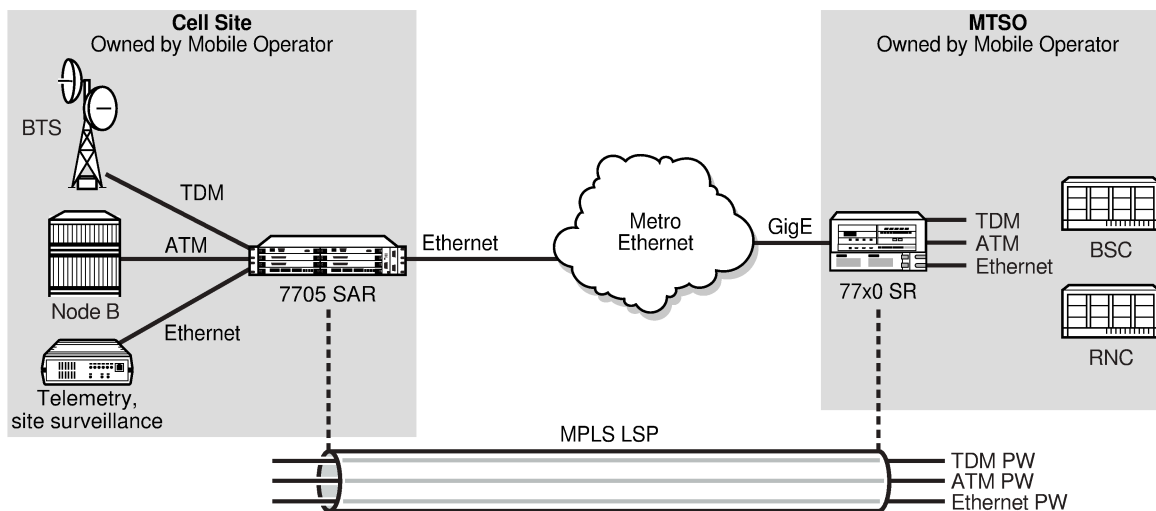 Cell Site
Owned by Mobile Operator
MTSO
Owned by Mobile Operator
BTS
TDM
ATM
Node B
Ethernet
7705 SAR
Telemetry,
site surveillance
Ethernet
Metro
Ethernet
GigE
77x0 SR
TDM
ATM
Ethernet
BSC
RNC
MPLS LSP
TDM PW
ATM PW
Ethernet PW